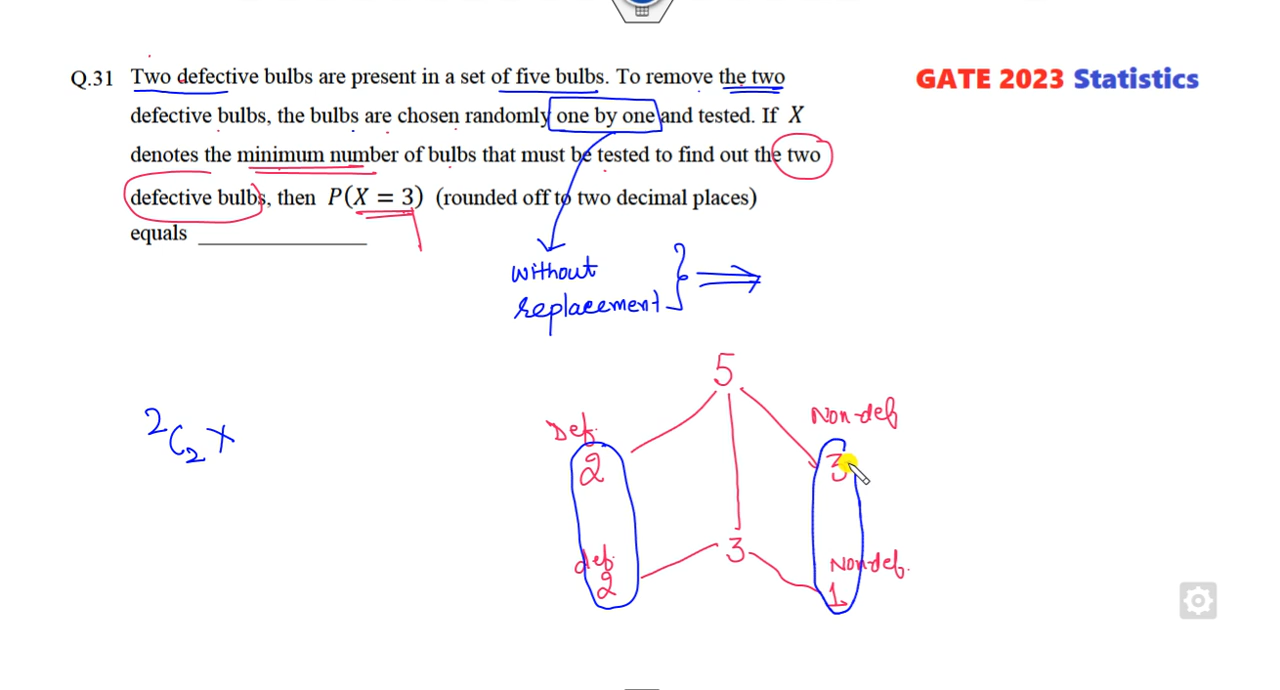 Q.31 Two defective bulbs are present in a set of five bulbs. To remove the two
GATE 2023 Statistics
defective bulbs, the bulbs are chosen randomly one by one and tested. If X
denotes the minimum number of bulbs that must be tested to find out the two
defective bulbs, then P(X = 3) (rounded off to two decimal places)
equals ________________
without
replacement } ⇒
5
Def.
Non-def
2
3
²C₂ ×
3
def.
Non-def.
2
1